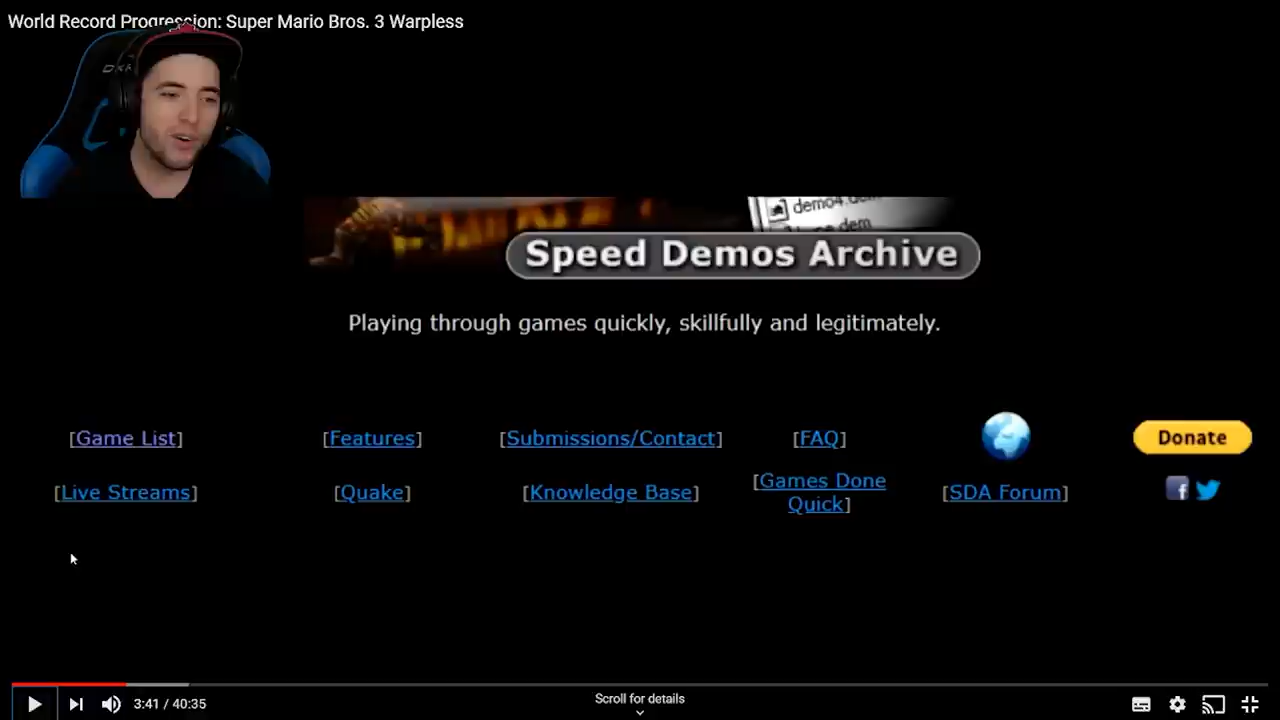 World Record Progression: Super Mario Bros. 3 Warpless
Speed Demos Archive
Playing through games quickly, skillfully and legitimately.
[Game List] [Features] [Submissions/Contact] [FAQ] Donate
[Live Streams] [Quake] [Knowledge Base] [Games Done Quick] [SDA Forum]
3:41 / 40:35 Scroll for details